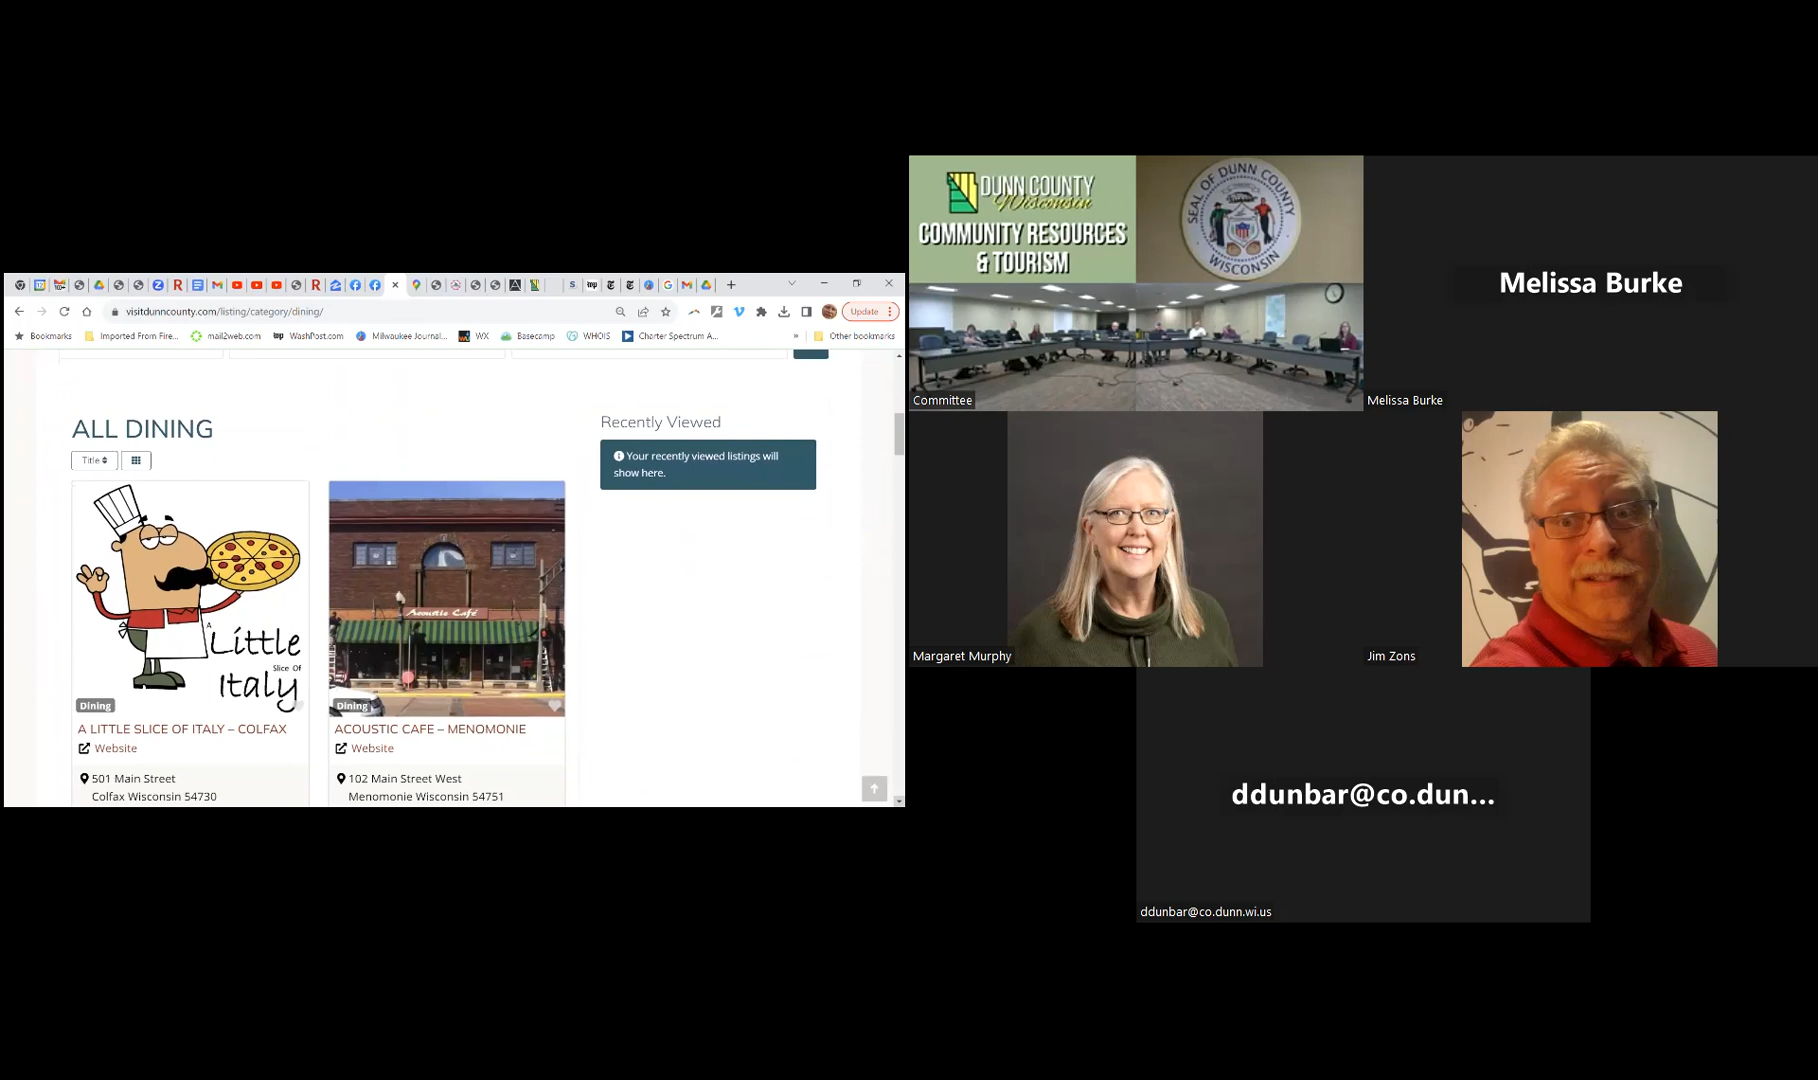 visitdunncounty.com/listing/category/dining/
Update
Bookmarks
Imported From Fire...
mail2web.com
WashPost.com
Milwaukee Journal...
WX
Basecamp
WHOIS
Charter Spectrum A...
»
Other bookmarks
ALL DINING
Title
Recently Viewed
Your recently viewed listings will
show here.
A
Little
Slice Of
Italy
Dining
A LITTLE SLICE OF ITALY – COLFAX
Website
501 Main Street
Colfax Wisconsin 54730
Acoustic Café
Dining
ACOUSTIC CAFE – MENOMONIE
Website
102 Main Street West
Menomonie Wisconsin 54751
DUNN COUNTY
Wisconsin
COMMUNITY RESOURCES
& TOURISM
SEAL OF DUNN COUNTY
WISCONSIN
Committee
Melissa Burke
Melissa Burke
Margaret Murphy
Jim Zons
ddunbar@co.dun...
ddunbar@co.dunn.wi.us